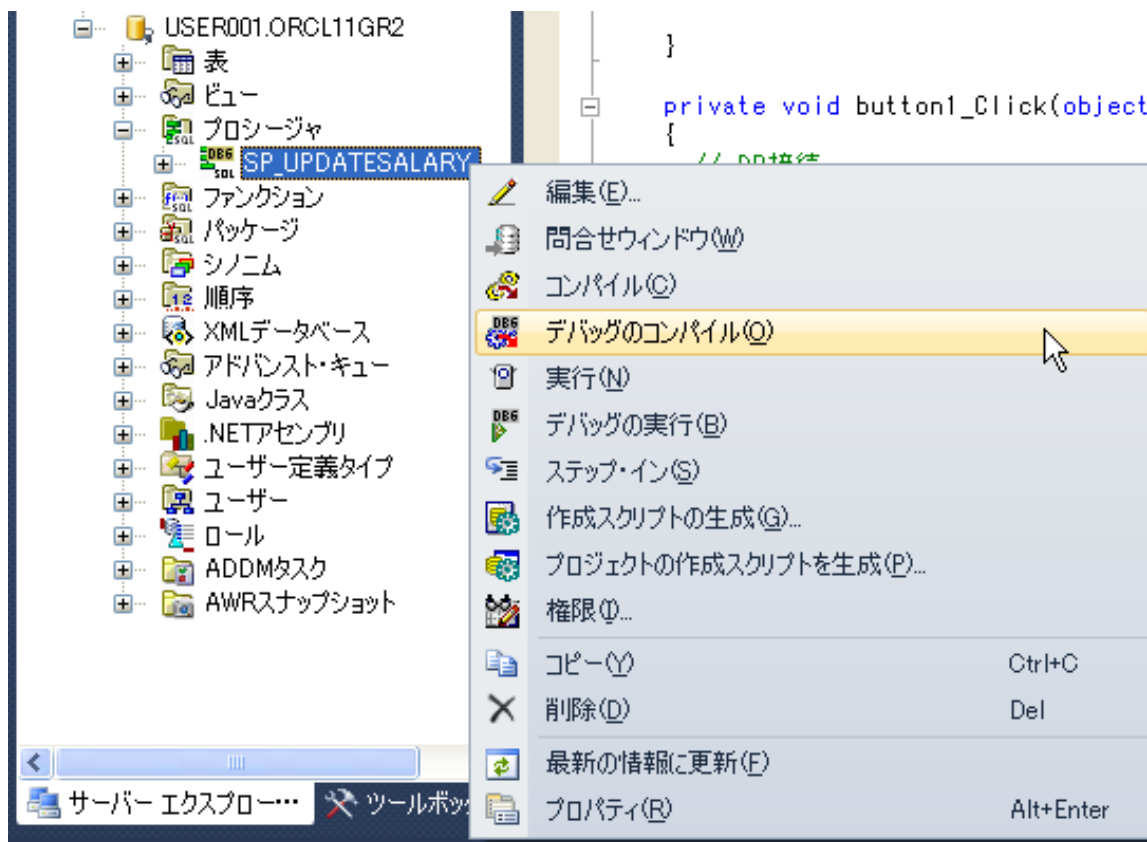 USER001.ORCL11GR2
表
ビュー
プロシージャ
SP_UPDATESALARY
ファンクション
パッケージ
シノニム
順序
XMLデータベース
アドバンスト・キュー
Javaクラス
.NETアセンブリ
ユーザー定義タイプ
ユーザー
ロール
ADDMタスク
AWRスナップショット
サーバー エクスプロー…
ツールボッ
}
private void button1_Click(object
{
// DB接続
編集(E)...
問合せウィンドウ(W)
コンパイル(C)
デバッグのコンパイル(O)
実行(N)
デバッグの実行(B)
ステップ・イン(S)
作成スクリプトの生成(G)...
プロジェクトの作成スクリプトを生成(P)...
権限(I)...
コピー(Y) Ctrl+C
削除(D) Del
最新の情報に更新(F)
プロパティ(R) Alt+Enter